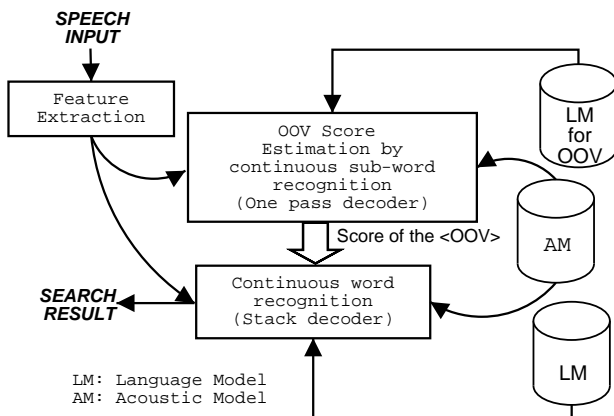 SPEECH
INPUT
Feature
Extraction
OOV Score
Estimation by
continuous sub-word
recognition
(One pass decoder)
LM
for
OOV
Score of the <OOV>
AM
Continuous word
recognition
(Stack decoder)
SEARCH
RESULT
LM
LM: Language Model
AM: Acoustic Model